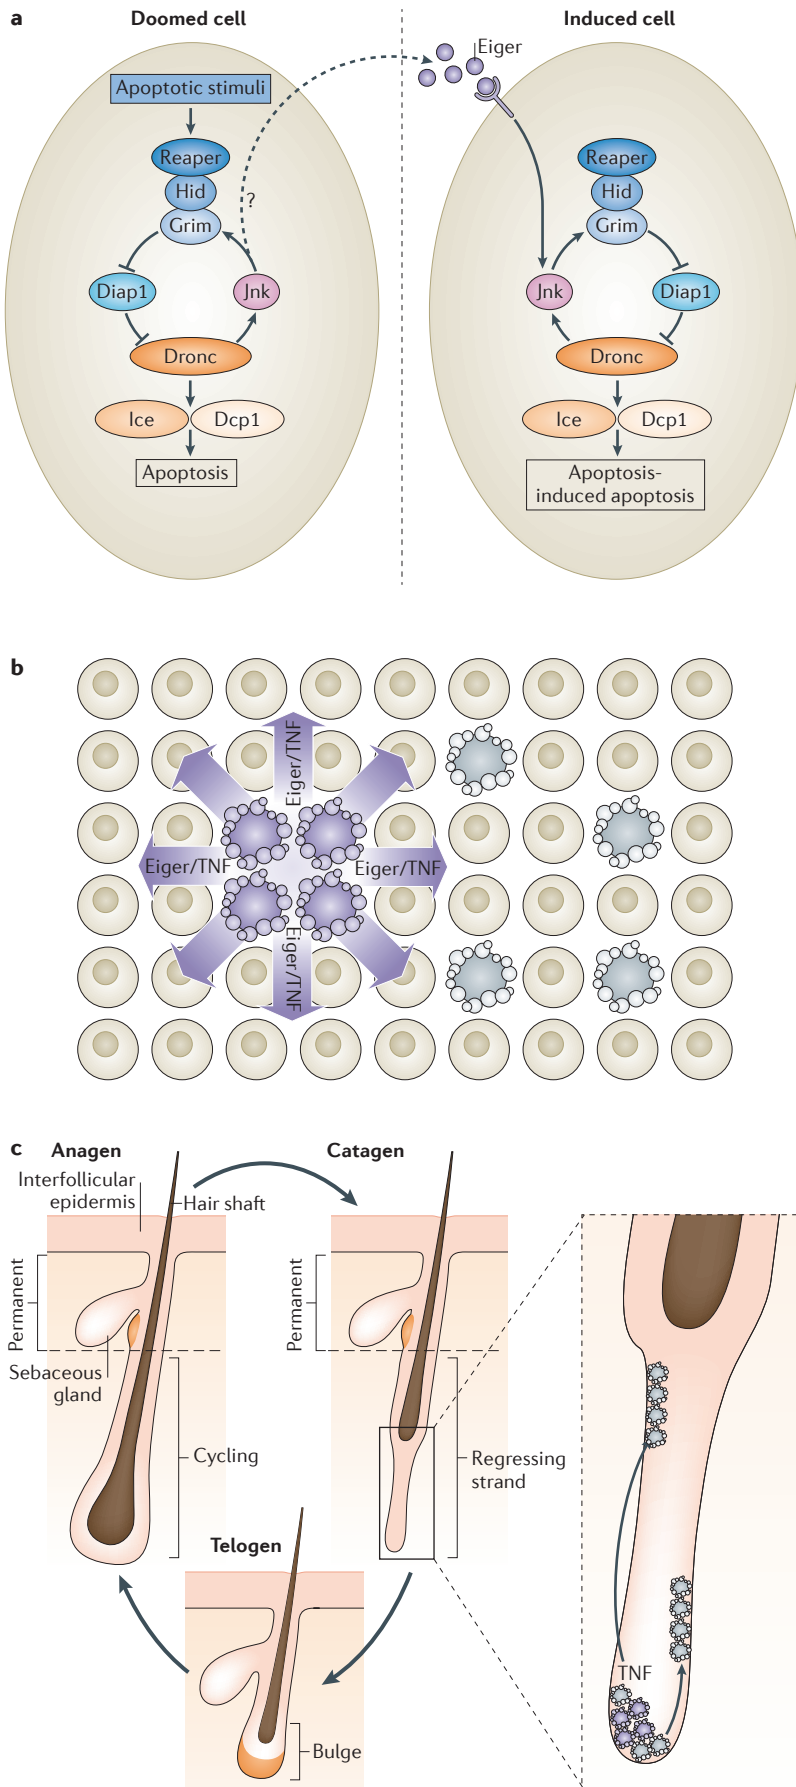 a
Doomed cell
Induced cell
Apoptotic stimuli
Reaper
Hid
Grim
?
Diap1
Jnk
Dronc
Ice
Dcp1
Apoptosis
Eiger
Reaper
Hid
Grim
Jnk
Diap1
Dronc
Ice
Dcp1
Apoptosis-
induced apoptosis
b
Eiger/TNF
Eiger/TNF
Eiger/TNF
Eiger/TNF
c
Anagen
Catagen
Interfollicular
epidermis
Hair shaft
Permanent
Permanent
Sebaceous
gland
Cycling
Regressing
strand
Telogen
Bulge
TNF